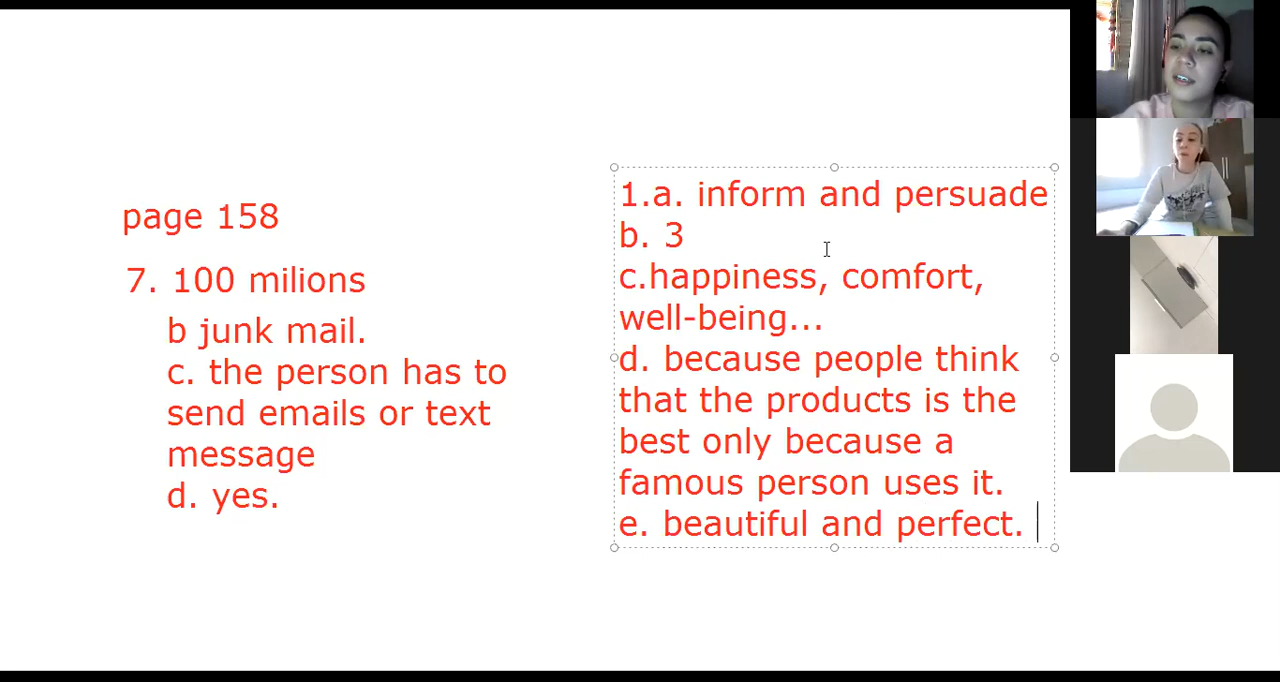 page 158
7. 100 milions
b junk mail.
c. the person has to
send emails or text
message
d. yes.
1.a. inform and persuade
b. 3
c.happiness, comfort,
well-being...
d. because people think
that the products is the
best only because a
famous person uses it.
e. beautiful and perfect.